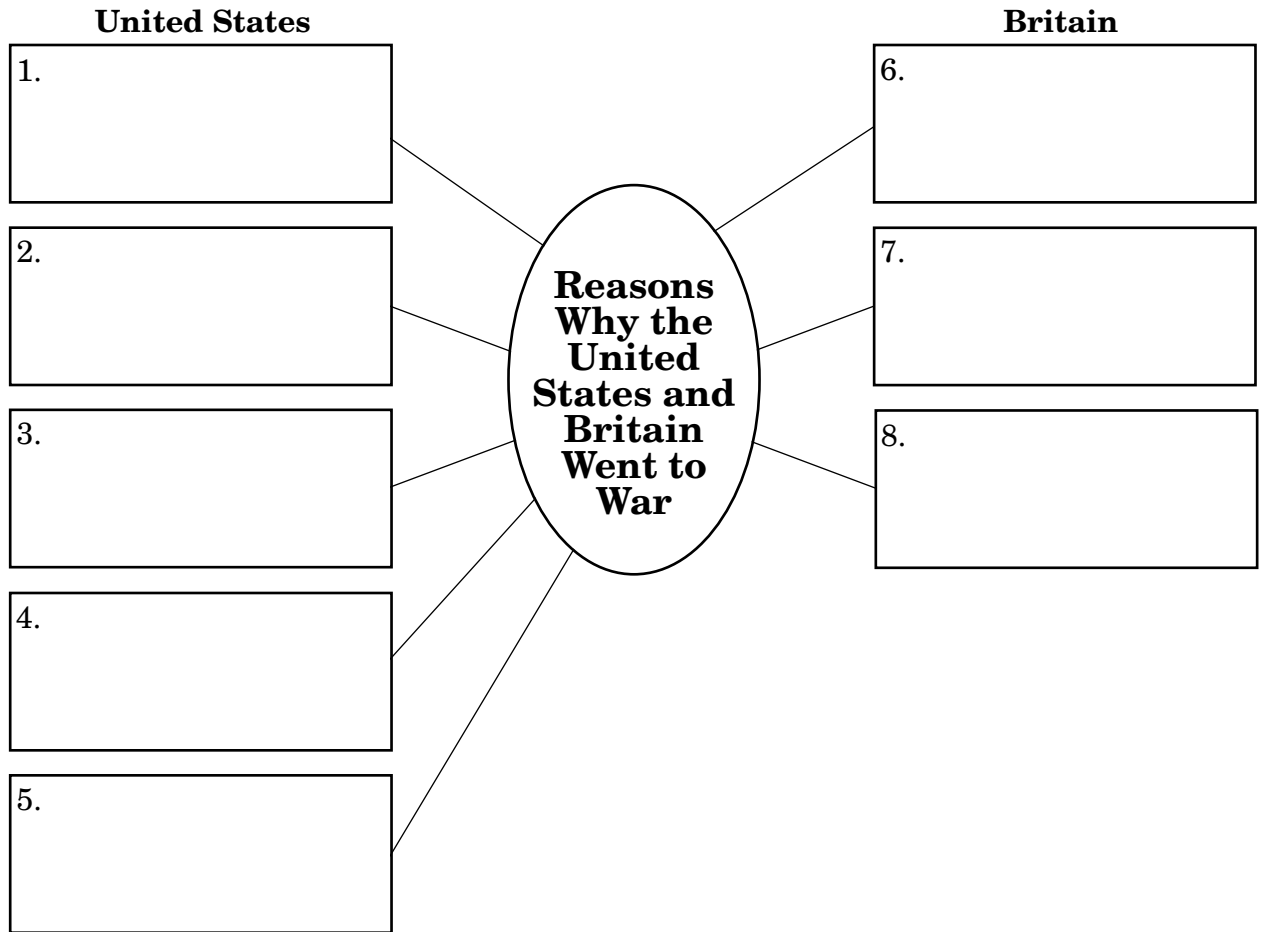 United States
1.
2.
3.
4.
5.
Reasons
Why the
United
States and
Britain
Went to
War
Britain
6.
7.
8.